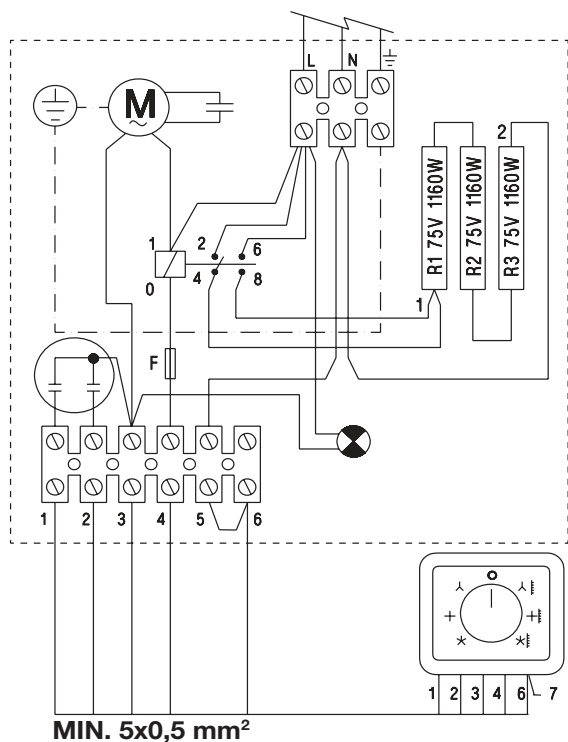 L N
M
~
2
R1 75V 1160W
R2 75V 1160W
R3 75V 1160W
1 2 6
0 4 8 1
F
1 2 3 4 5 6
1 2 3 4 6 7
MIN. 5x0,5 mm²